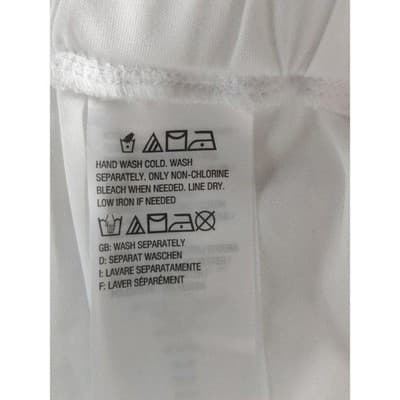 HAND WASH COLD. WASH
SEPARATELY. ONLY NON-CHLORINE
BLEACH WHEN NEEDED. LINE DRY.
LOW IRON IF NEEDED
GB: WASH SEPARATELY
D: SEPARAT WASCHEN
I: LAVARE SEPARATAMENTE
F: LAVER SÉPARÉMENT